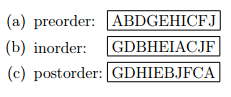 (a) preorder: ABDGEHICFJ
(b) inorder: GDBHEIACJF
(c) postorder: GDHIEBJFCA